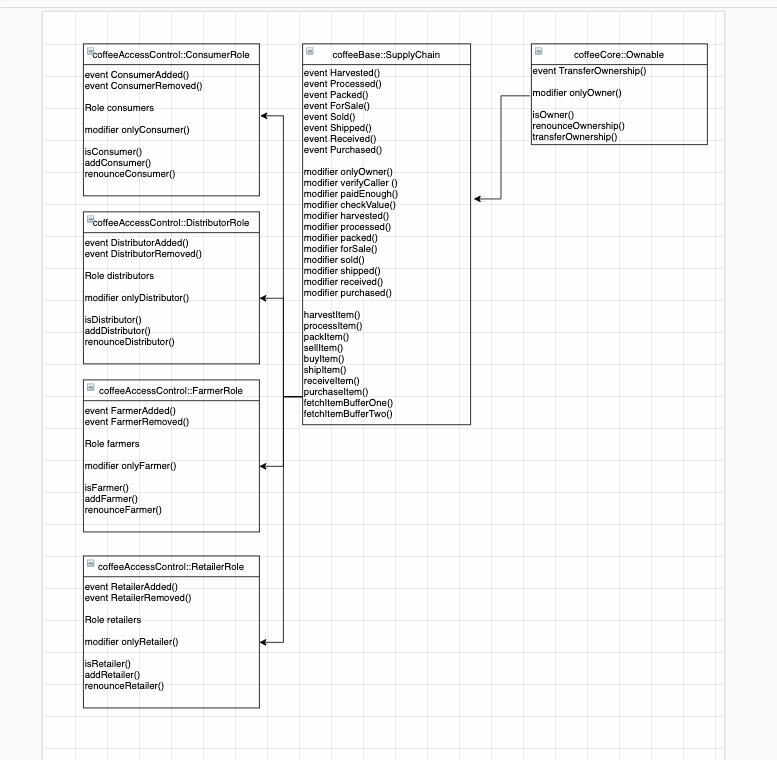 coffeeAccessControl::ConsumerRole
event ConsumerAdded()
event ConsumerRemoved()
Role consumers
modifier onlyConsumer()
isConsumer()
addConsumer()
renounceConsumer()
coffeeAccessControl::DistributorRole
event DistributorAdded()
event DistributorRemoved()
Role distributors
modifier onlyDistributor()
isDistributor()
addDistributor()
renounceDistributor()
coffeeAccessControl::FarmerRole
event FarmerAdded()
event FarmerRemoved()
Role farmers
modifier onlyFarmer()
isFarmer()
addFarmer()
renounceFarmer()
coffeeAccessControl::RetailerRole
event RetailerAdded()
event RetailerRemoved()
Role retailers
modifier onlyRetailer()
isRetailer()
addRetailer()
renounceRetailer()
coffeeBase::SupplyChain
event Harvested()
event Processed()
event Packed()
event ForSale()
event Sold()
event Shipped()
event Received()
event Purchased()
modifier onlyOwner()
modifier verifyCaller ()
modifier paidEnough()
modifier checkValue()
modifier harvested()
modifier processed()
modifier packed()
modifier forSale()
modifier sold()
modifier shipped()
modifier received()
modifier purchased()
harvestItem()
processItem()
packItem()
sellItem()
buyItem()
shipItem()
receiveItem()
purchaseItem()
fetchItemBufferOne()
fetchItemBufferTwo()
coffeeCore::Ownable
event TransferOwnership()
modifier onlyOwner()
isOwner()
renounceOwnership()
transferOwnership()